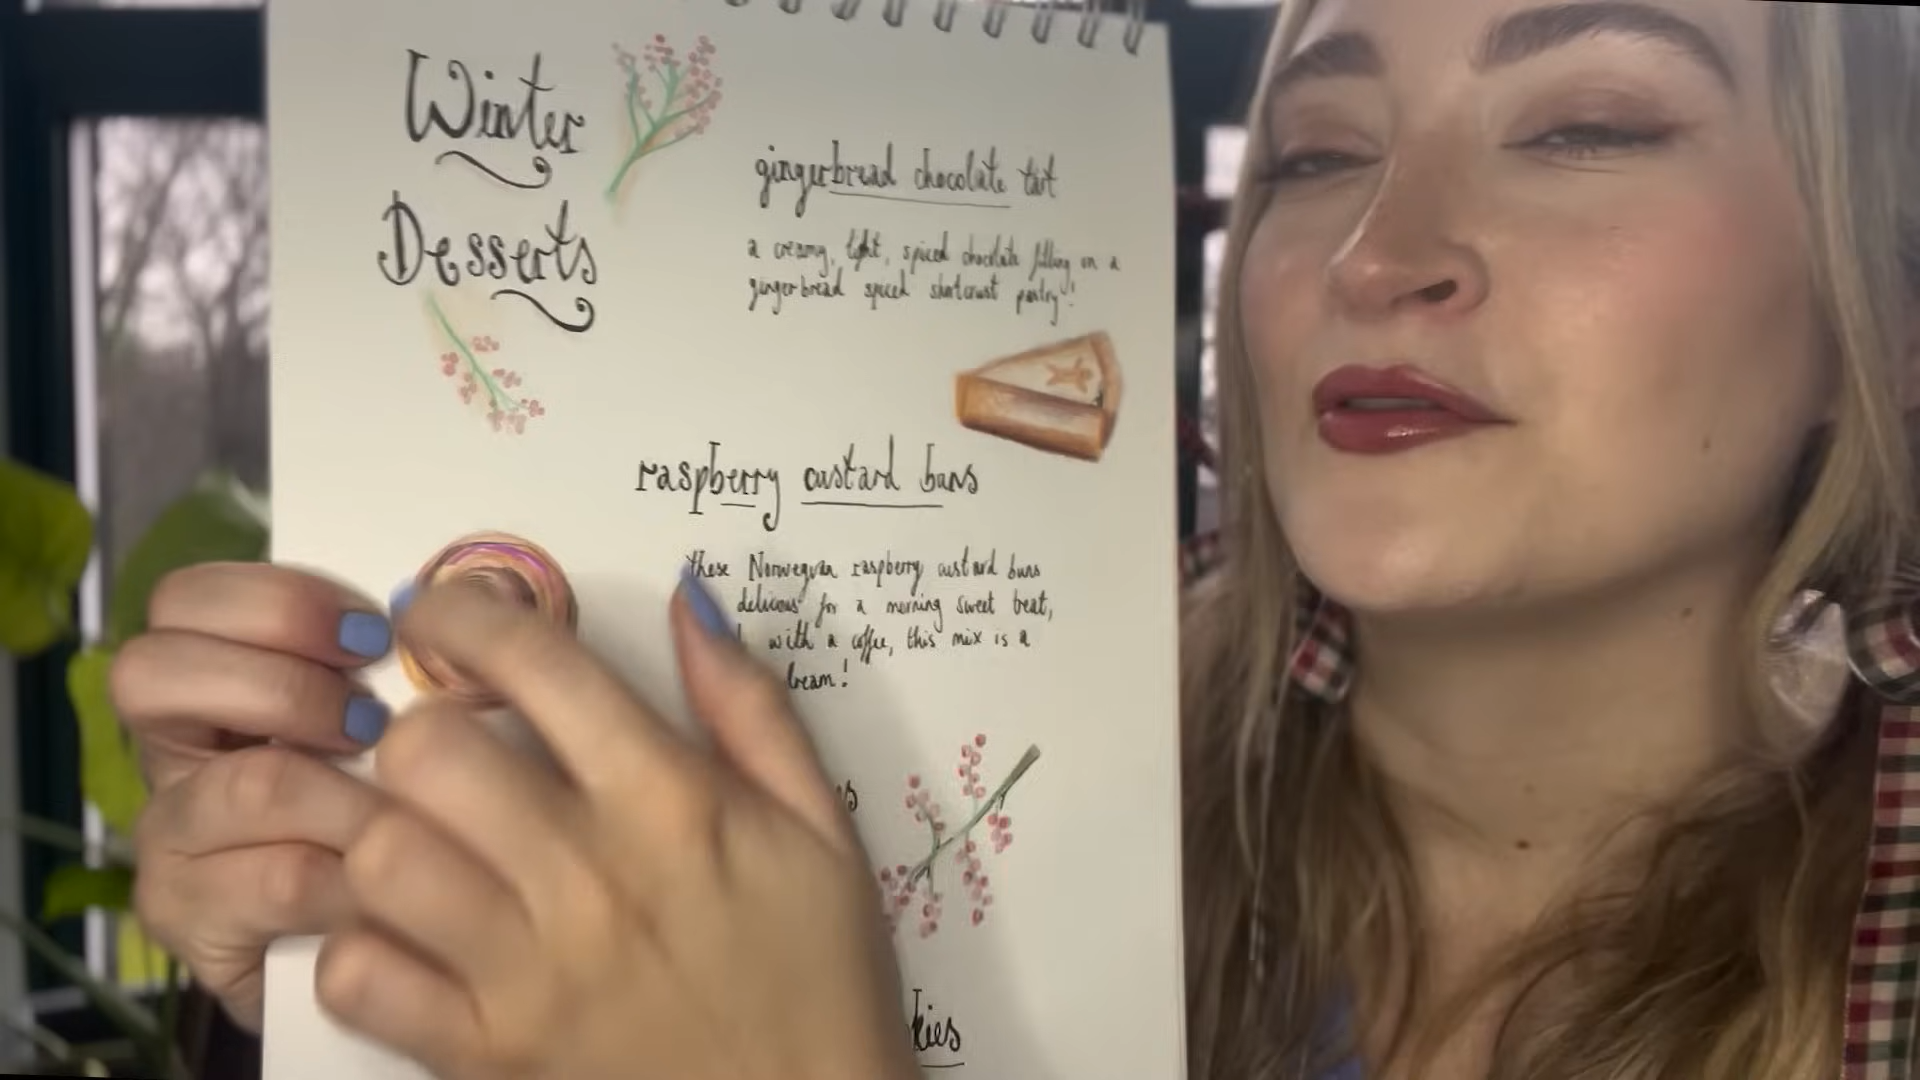 Winter
Desserts
gingerbread chocolate tart
a creamy, light, spiced chocolate filling on a
gingerbread spiced shortcrust pastry!
raspberry custard buns
these Norwegian raspberry custard buns
delicious for a morning sweet treat,
with a coffee, this mix is a
kies